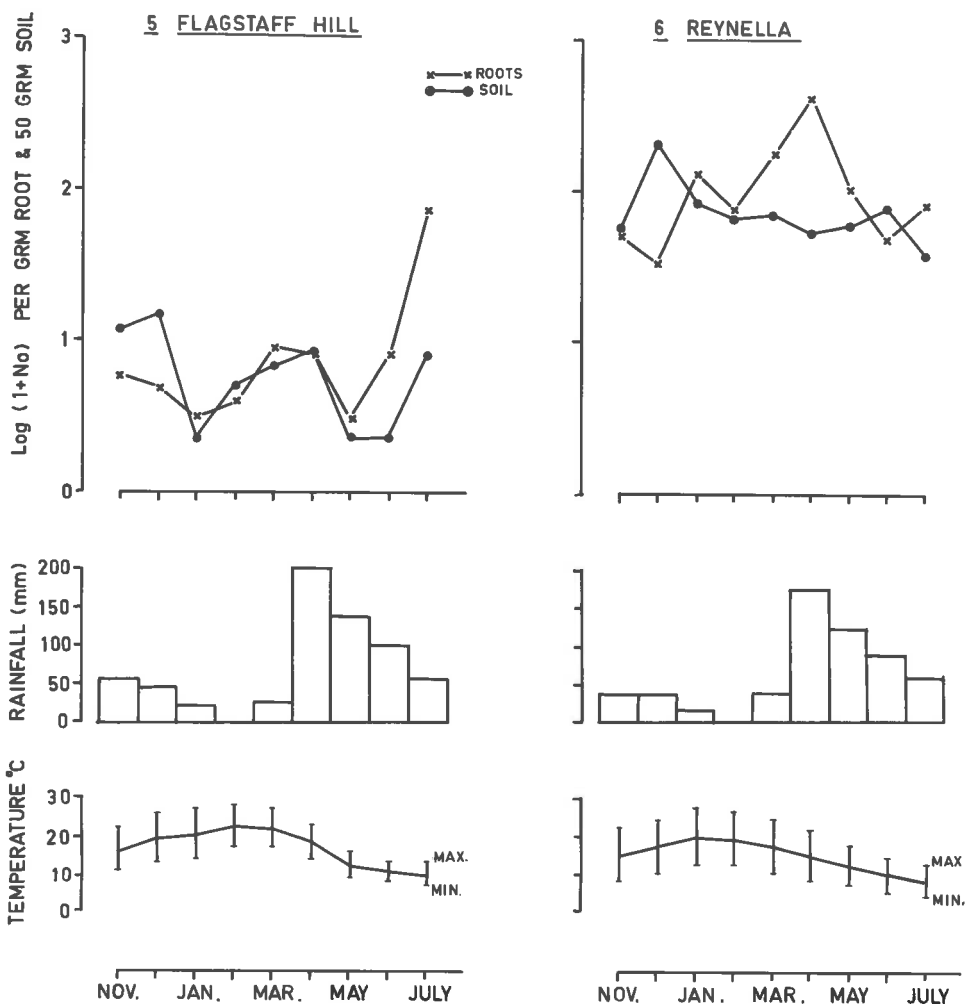 5 FLAGSTAFF HILL
6 REYNELLA
Log (1+No) PER GRM ROOT & 50 GRM SOIL
3
2
1
0
x—x ROOTS
●—● SOIL
RAINFALL (mm)
200
150
100
50
0
TEMPERATURE °C
30
20
10
0
MAX.
MIN.
MAX
MIN.
NOV. JAN. MAR. MAY JULY
NOV. JAN. MAR. MAY JULY